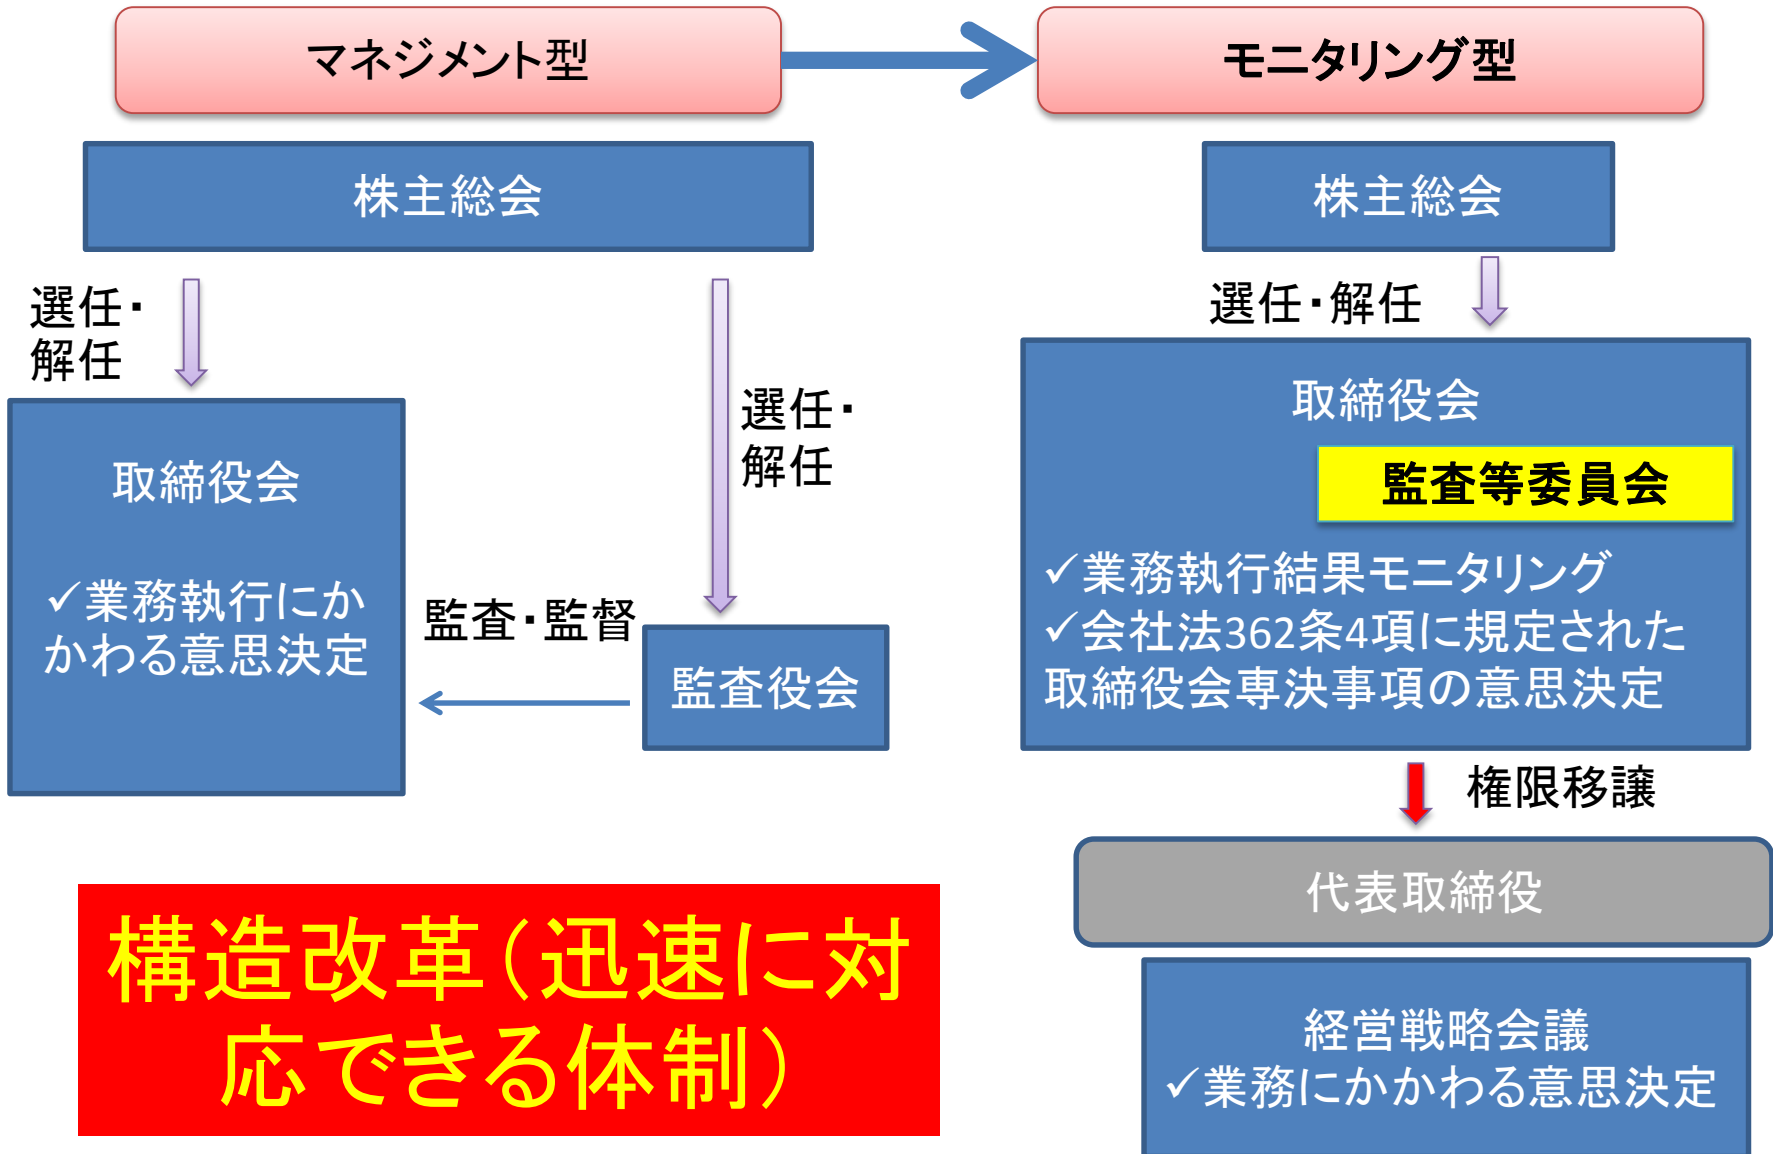 マネジメント型
モニタリング型
株主総会
選任・
解任
選任・
解任
取締役会
✓業務執行にか
かわる意思決定
監査・監督
監査役会
構造改革(迅速に対
応できる体制)
株主総会
選任・解任
取締役会
監査等委員会
✓業務執行結果モニタリング
✓会社法362条4項に規定された
取締役会専決事項の意思決定
権限移譲
代表取締役
経営戦略会議
✓業務にかかわる意思決定